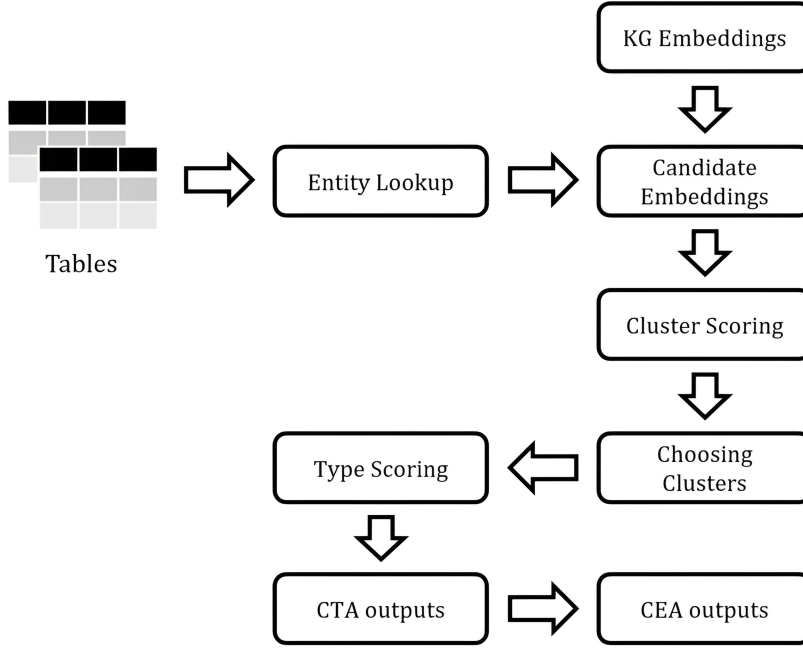 KG Embeddings
Tables
Entity Lookup
Candidate
Embeddings
Cluster Scoring
Type Scoring
Choosing
Clusters
CTA outputs
CEA outputs